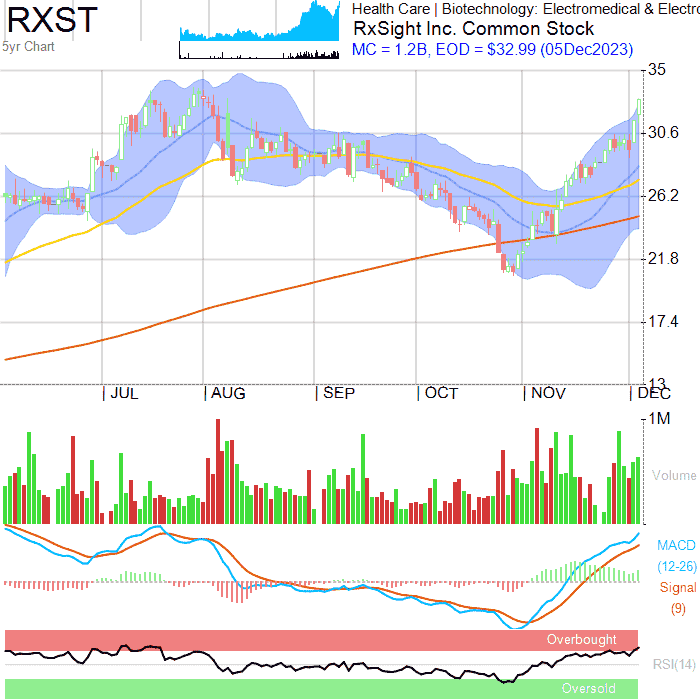 RXST
5yr Chart
Health Care | Biotechnology: Electromedical & Electro
RxSight Inc. Common Stock
MC = 1.2B, EOD = $32.99 (05Dec2023)
35
30.6
26.2
21.8
17.4
13
| JUL | AUG | SEP | OCT | NOV | DEC
1M
Volume
MACD
(12-26)
Signal
(9)
Overbought
RSI(14)
Oversold